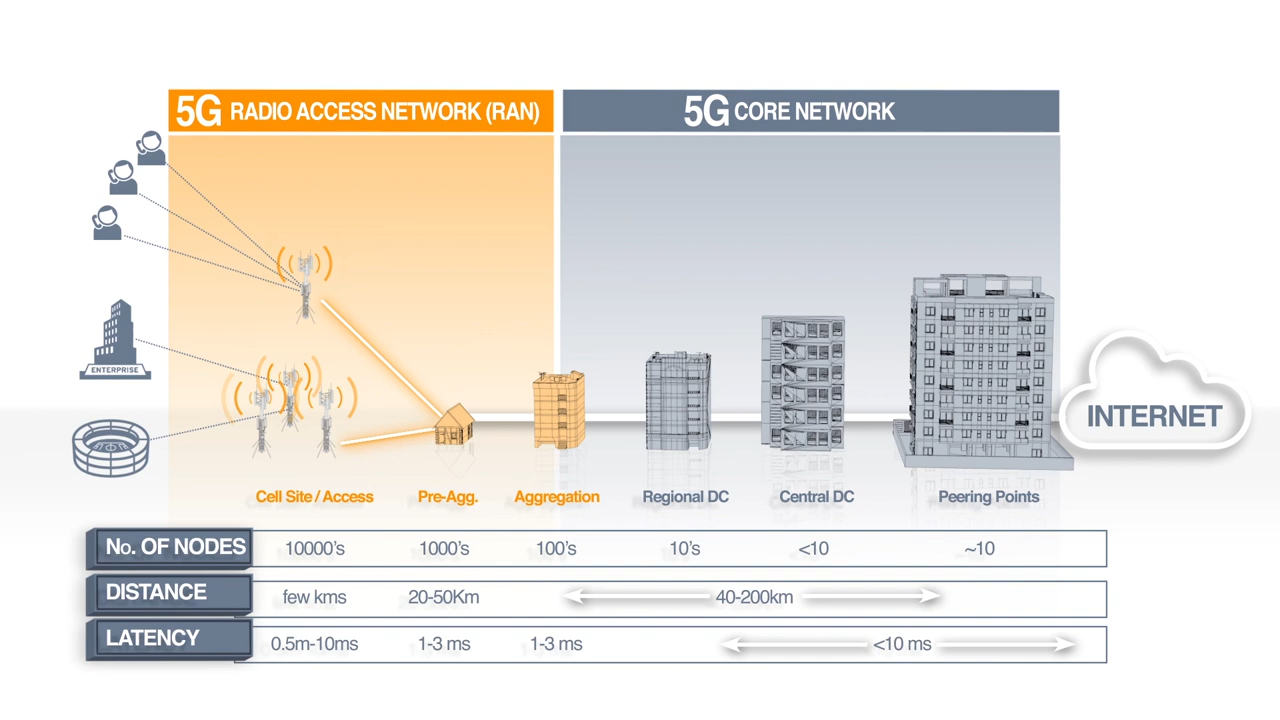 5G RADIO ACCESS NETWORK (RAN)
5G CORE NETWORK
ENTERPRISE
INTERNET
Cell Site / Access
Pre-Agg.
Aggregation
Regional DC
Central DC
Peering Points
No. OF NODES
10000's
1000's
100's
10's
<10
~10
DISTANCE
few kms
20-50Km
40-200km
LATENCY
0.5m-10ms
1-3 ms
1-3 ms
<10 ms